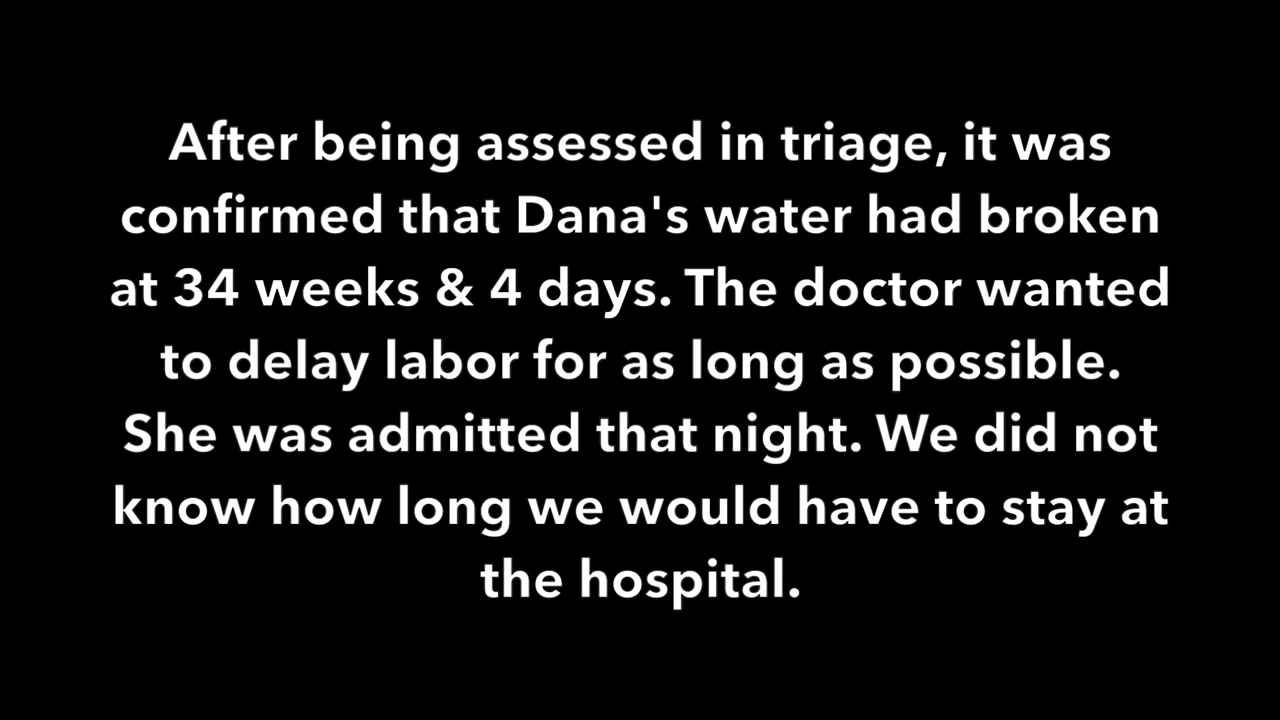 After being assessed in triage, it was
confirmed that Dana's water had broken
at 34 weeks & 4 days. The doctor wanted
to delay labor for as long as possible.
She was admitted that night. We did not
know how long we would have to stay at
the hospital.